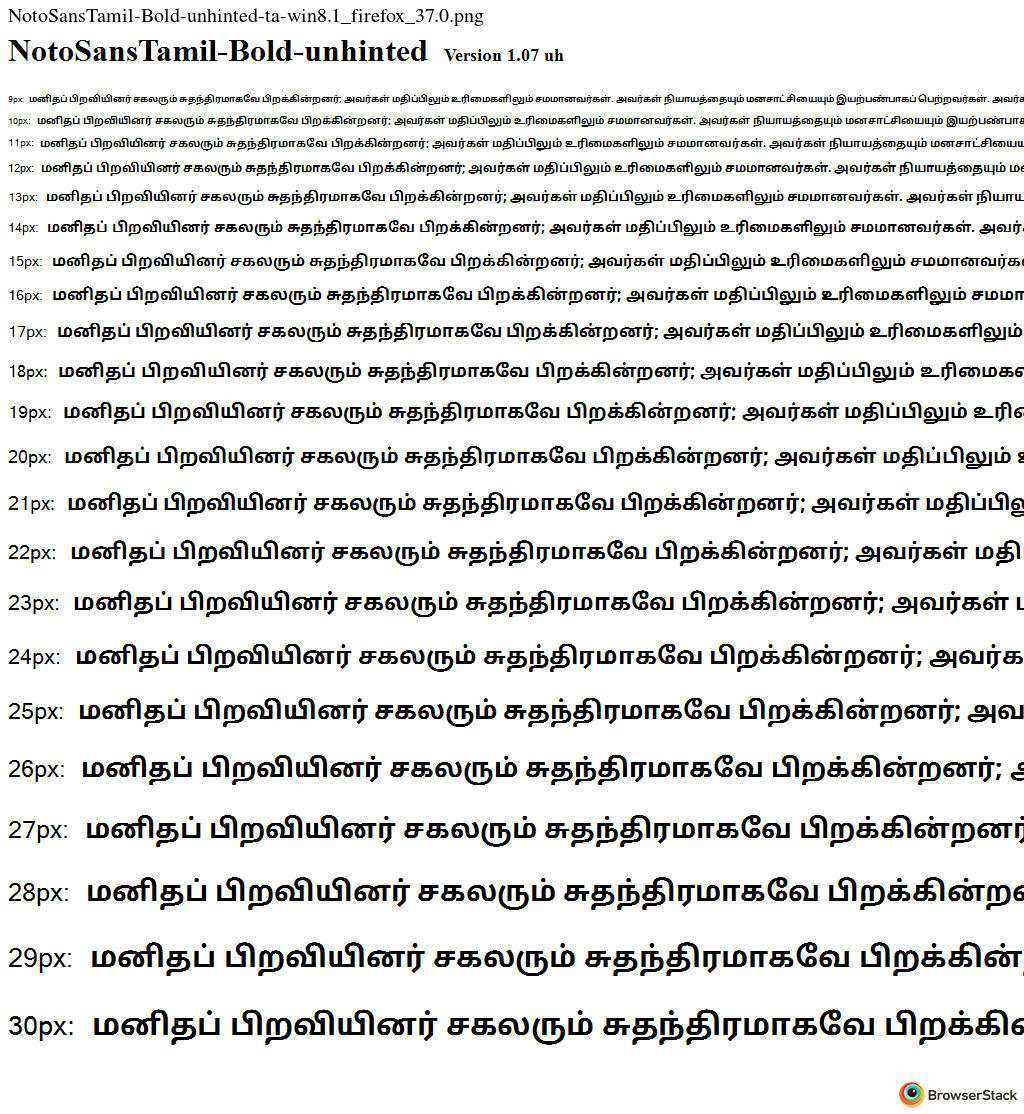 NotoSansTamil-Bold-unhinted-ta-win8.1_firefox_37.0.png
NotoSansTamil-Bold-unhinted Version 1.07 uh
9px: மனிதப் பிறவியினர் சகலரும் சுதந்திரமாகவே பிறக்கின்றனர்; அவர்கள் மதிப்பிலும் உரிமைகளிலும் சமமானவர்கள். அவர்கள் நியாயத்தையும் மனசாட்சியையும் இயற்பண்பாகப் பெற்றவர்கள்.
10px: மனிதப் பிறவியினர் சகலரும் சுதந்திரமாகவே பிறக்கின்றனர்; அவர்கள் மதிப்பிலும் உரிமைகளிலும் சமமானவர்கள். அவர்கள் நியாயத்தையும் மனசாட்சியையும் இயற்பண்பாக
11px: மனிதப் பிறவியினர் சகலரும் சுதந்திரமாகவே பிறக்கின்றனர்; அவர்கள் மதிப்பிலும் உரிமைகளிலும் சமமானவர்கள். அவர்கள் நியாயத்தையும்
12px: மனிதப் பிறவியினர் சகலரும் சுதந்திரமாகவே பிறக்கின்றனர்; அவர்கள் மதிப்பிலும் உரிமைகளிலும் சமமானவர்கள். அவர்கள் நியாயத்தையும்
13px: மனிதப் பிறவியினர் சகலரும் சுதந்திரமாகவே பிறக்கின்றனர்; அவர்கள் மதிப்பிலும் உரிமைகளிலும் சமமானவர்கள். அவர்கள் நியாய
14px: மனிதப் பிறவியினர் சகலரும் சுதந்திரமாகவே பிறக்கின்றனர்; அவர்கள் மதிப்பிலும் உரிமைகளிலும் சமமானவர்கள். அவர்
15px: மனிதப் பிறவியினர் சகலரும் சுதந்திரமாகவே பிறக்கின்றனர்; அவர்கள் மதிப்பிலும் உரிமைகளிலும் சமமானவர்க
16px: மனிதப் பிறவியினர் சகலரும் சுதந்திரமாகவே பிறக்கின்றனர்; அவர்கள் மதிப்பிலும் உரிமைகளிலும் சமமா
17px: மனிதப் பிறவியினர் சகலரும் சுதந்திரமாகவே பிறக்கின்றனர்; அவர்கள் மதிப்பிலும் உரிமைகளிலும்
18px: மனிதப் பிறவியினர் சகலரும் சுதந்திரமாகவே பிறக்கின்றனர்; அவர்கள் மதிப்பிலும் உரிமைக
19px: மனிதப் பிறவியினர் சகலரும் சுதந்திரமாகவே பிறக்கின்றனர்; அவர்கள் மதிப்பிலும் உரி
20px: மனிதப் பிறவியினர் சகலரும் சுதந்திரமாகவே பிறக்கின்றனர்; அவர்கள் மதிப்பிலும்
21px: மனிதப் பிறவியினர் சகலரும் சுதந்திரமாகவே பிறக்கின்றனர்; அவர்கள் மதிப்பிலு
22px: மனிதப் பிறவியினர் சகலரும் சுதந்திரமாகவே பிறக்கின்றனர்; அவர்கள் மதி
23px: மனிதப் பிறவியினர் சகலரும் சுதந்திரமாகவே பிறக்கின்றனர்; அவர்கள்
24px: மனிதப் பிறவியினர் சகலரும் சுதந்திரமாகவே பிறக்கின்றனர்; அவர்க
25px: மனிதப் பிறவியினர் சகலரும் சுதந்திரமாகவே பிறக்கின்றனர்; அவ
26px: மனிதப் பிறவியினர் சகலரும் சுதந்திரமாகவே பிறக்கின்றனர்;
27px: மனிதப் பிறவியினர் சகலரும் சுதந்திரமாகவே பிறக்கின்றனர்
28px: மனிதப் பிறவியினர் சகலரும் சுதந்திரமாகவே பிறக்கின்ற
29px: மனிதப் பிறவியினர் சகலரும் சுதந்திரமாகவே பிறக்கின்
30px: மனிதப் பிறவியினர் சகலரும் சுதந்திரமாகவே பிறக்கி
BrowserStack